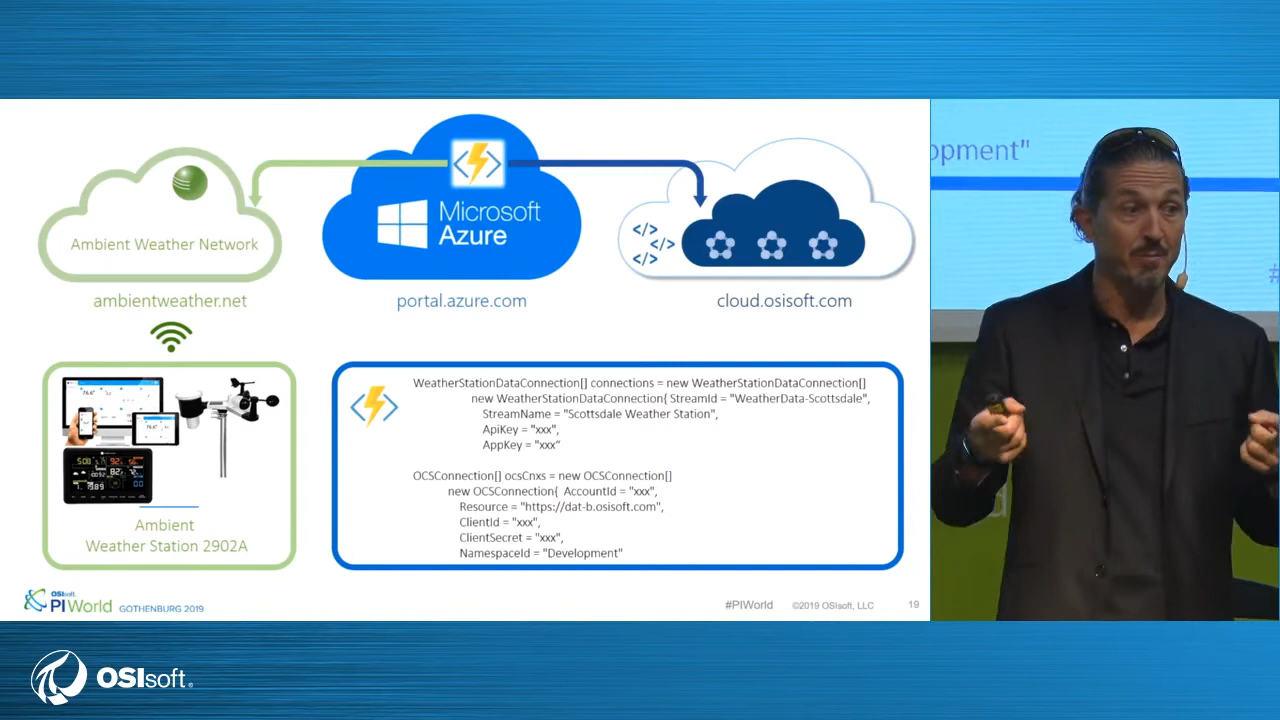 Ambient Weather Network
Microsoft
Azure
</>
</>
</>
ambientweather.net
portal.azure.com
cloud.osisoft.com
Ambient
Weather Station 2902A
WeatherStationDataConnection[] connections = new WeatherStationDataConnection[]
new WeatherStationDataConnection{ StreamId = "WeatherData-Scottsdale",
StreamName = "Scottsdale Weather Station",
ApiKey = "xxx",
AppKey = "xxx"
OCSConnection[] ocsCnxs = new OCSConnection[]
new OCSConnection{ AccountId = "xxx",
Resource = "https://dat-b.osisoft.com",
ClientId = "xxx",
ClientSecret = "xxx",
NamespaceId = "Development"
OSIsoft.
PI World GOTHENBURG 2019
#PIWorld ©2019 OSIsoft, LLC 19
opment"
OSIsoft.